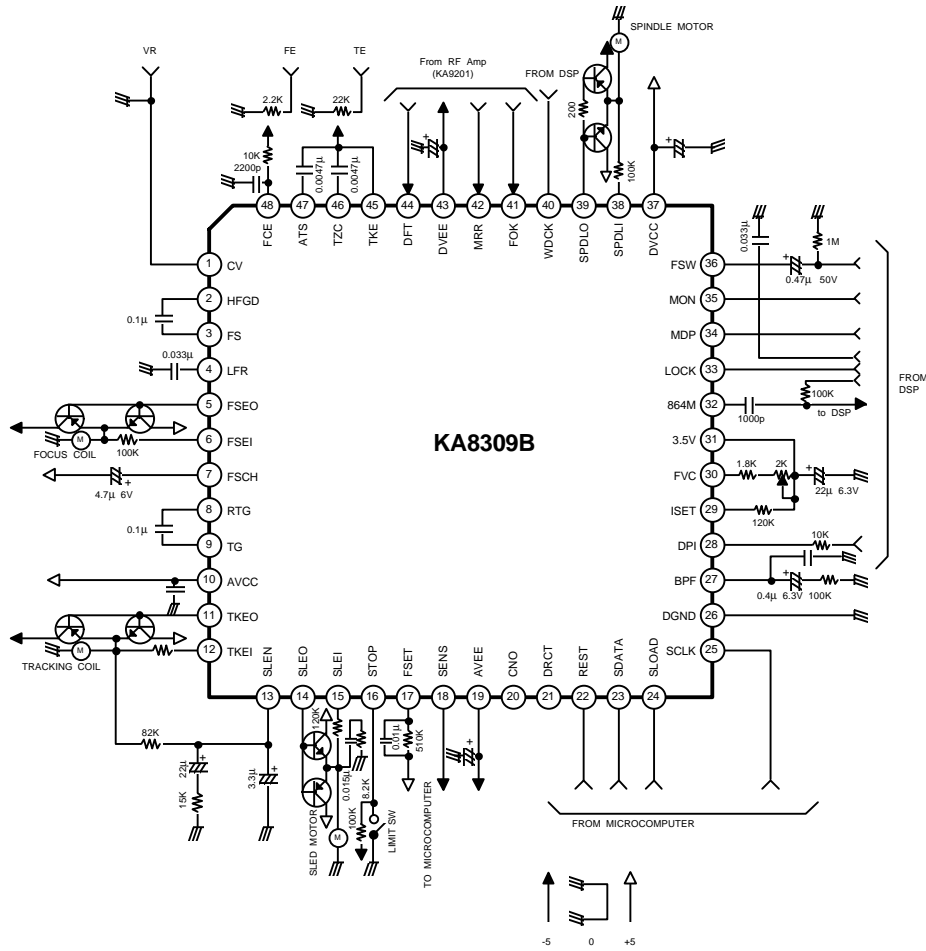 SPINDLE MOTOR
M
VR
FE
TE
From RF Amp
(KA9201)
FROM DSP
2.2K
22K
200
10K
2200p
0.0047µ
0.0047µ
100K
48 47 46 45 44 43 42 41 40 39 38 37
FCE ATS TZC TKE DFT DVEE MRR FOK WDCK SPDLO SPDLI DVCC
0.033µ
1M
1 CV
2 HFGD
0.1µ
3 FS
0.033µ
4 LFR
5 FSEO
6 FSEI
M
FOCUS COIL
100K
7 FSCH
4.7µ 6V
8 RTG
0.1µ
9 TG
10 AVCC
11 TKEO
12 TKEI
M
TRACKING COIL
KA8309B
FSW 36
0.47µ 50V
MON 35
MDP 34
LOCK 33
FROM
DSP
100K
864M 32
1000p
to DSP
3.5V 31
FVC 30
1.8K
2K
22µ 6.3V
ISET 29
120K
DPI 28
10K
BPF 27
0.4µ 6.3V 100K
DGND 26
SCLK 25
SLEN SLEO SLEI STOP FSET SENS AVEE CNO DRCT REST SDATA SLOAD
13 14 15 16 17 18 19 20 21 22 23 24
82K
22µ
15K
3.3µ
120K
0.015µ
8.2K
100K
0.01µ
510K
M
SLED MOTOR
LIMIT SW
TO MICROCOMPUTER
FROM MICROCOMPUTER
-5 0 +5